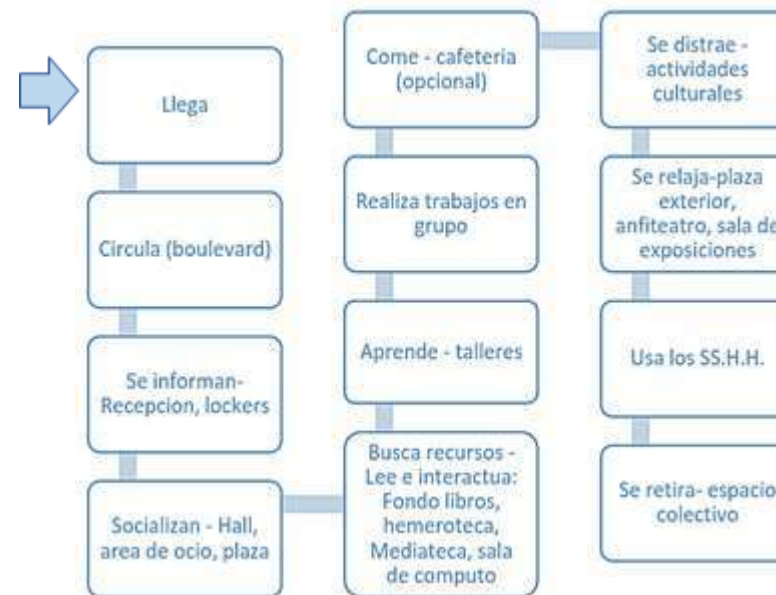 Llega
Circula (boulevard)
Se informan-
Recepcion, lockers
Socializan - Hall,
area de ocio, plaza
Busca recursos -
Lee e interactua:
Fondo libros,
hemeroteca,
Mediateca, sala
de computo
Aprende - talleres
Realiza trabajos en
grupo
Come - cafeteria
(opcional)
Se distrae -
actividades
culturales
Se relaja-plaza
exterior,
anfiteatro, sala de
exposiciones
Usa los SS.H.H.
Se retira- espacio
colectivo